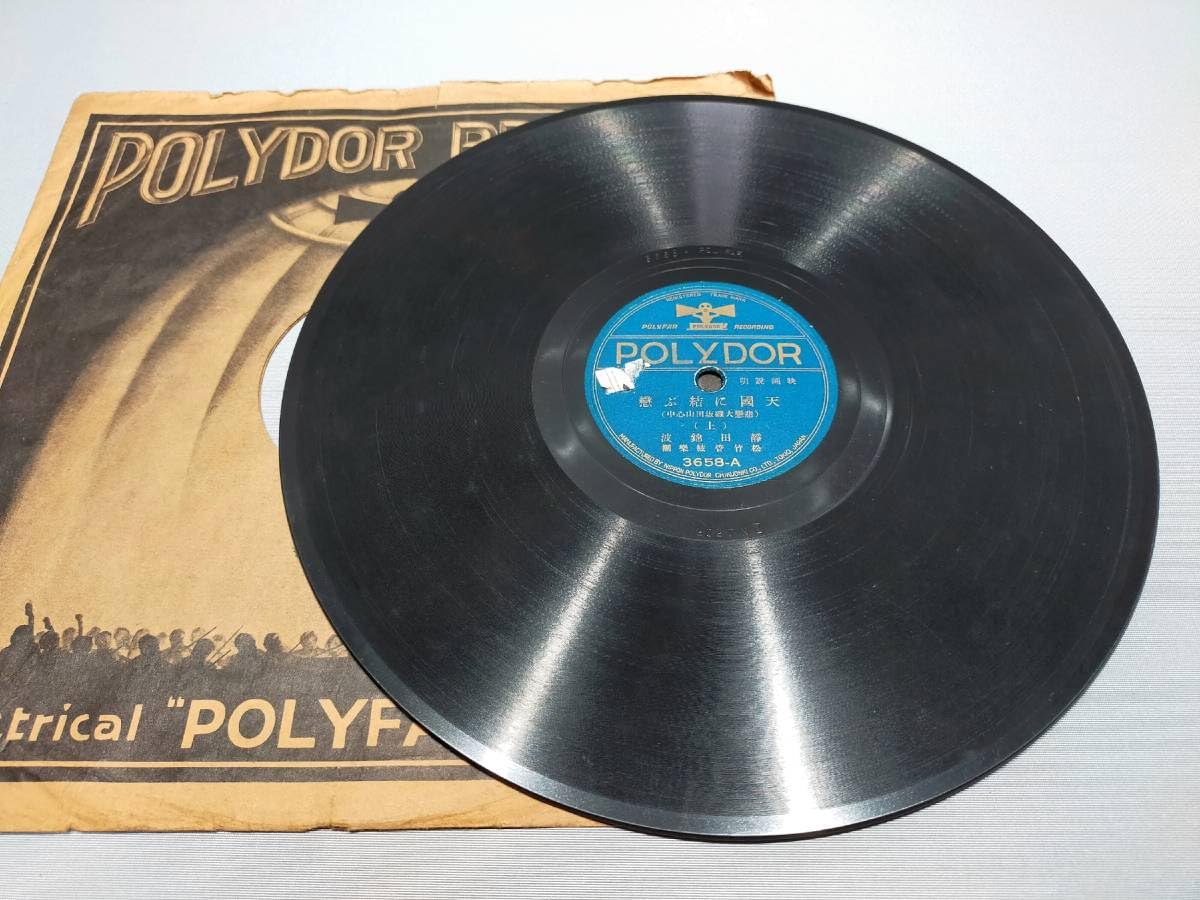 POLYDOR
ctrical "POLYFA
REGISTERED TRADE MARK
POLYFAR POLYDOR RECORDING
POLYDOR
映画説明
天國に結ぶ戀
(悲戀大磯坂田山心中)
(上)
靜田錦波
松竹管絃樂團
3658-A
MANUFACTURED BY NIPPON POLYDOR CHIKUONKI CO., LTD., TOKYO, JAPAN